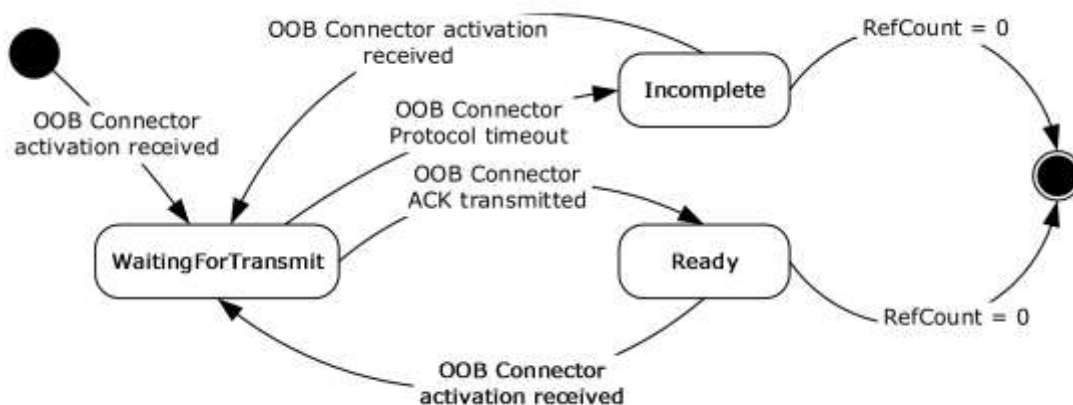 OOB Connector activation
received
RefCount = 0
Incomplete
OOB Connector
activation received
OOB Connector
Protocol timeout
OOB Connector
ACK transmitted
WaitingForTransmit
Ready
RefCount = 0
OOB Connector
activation received